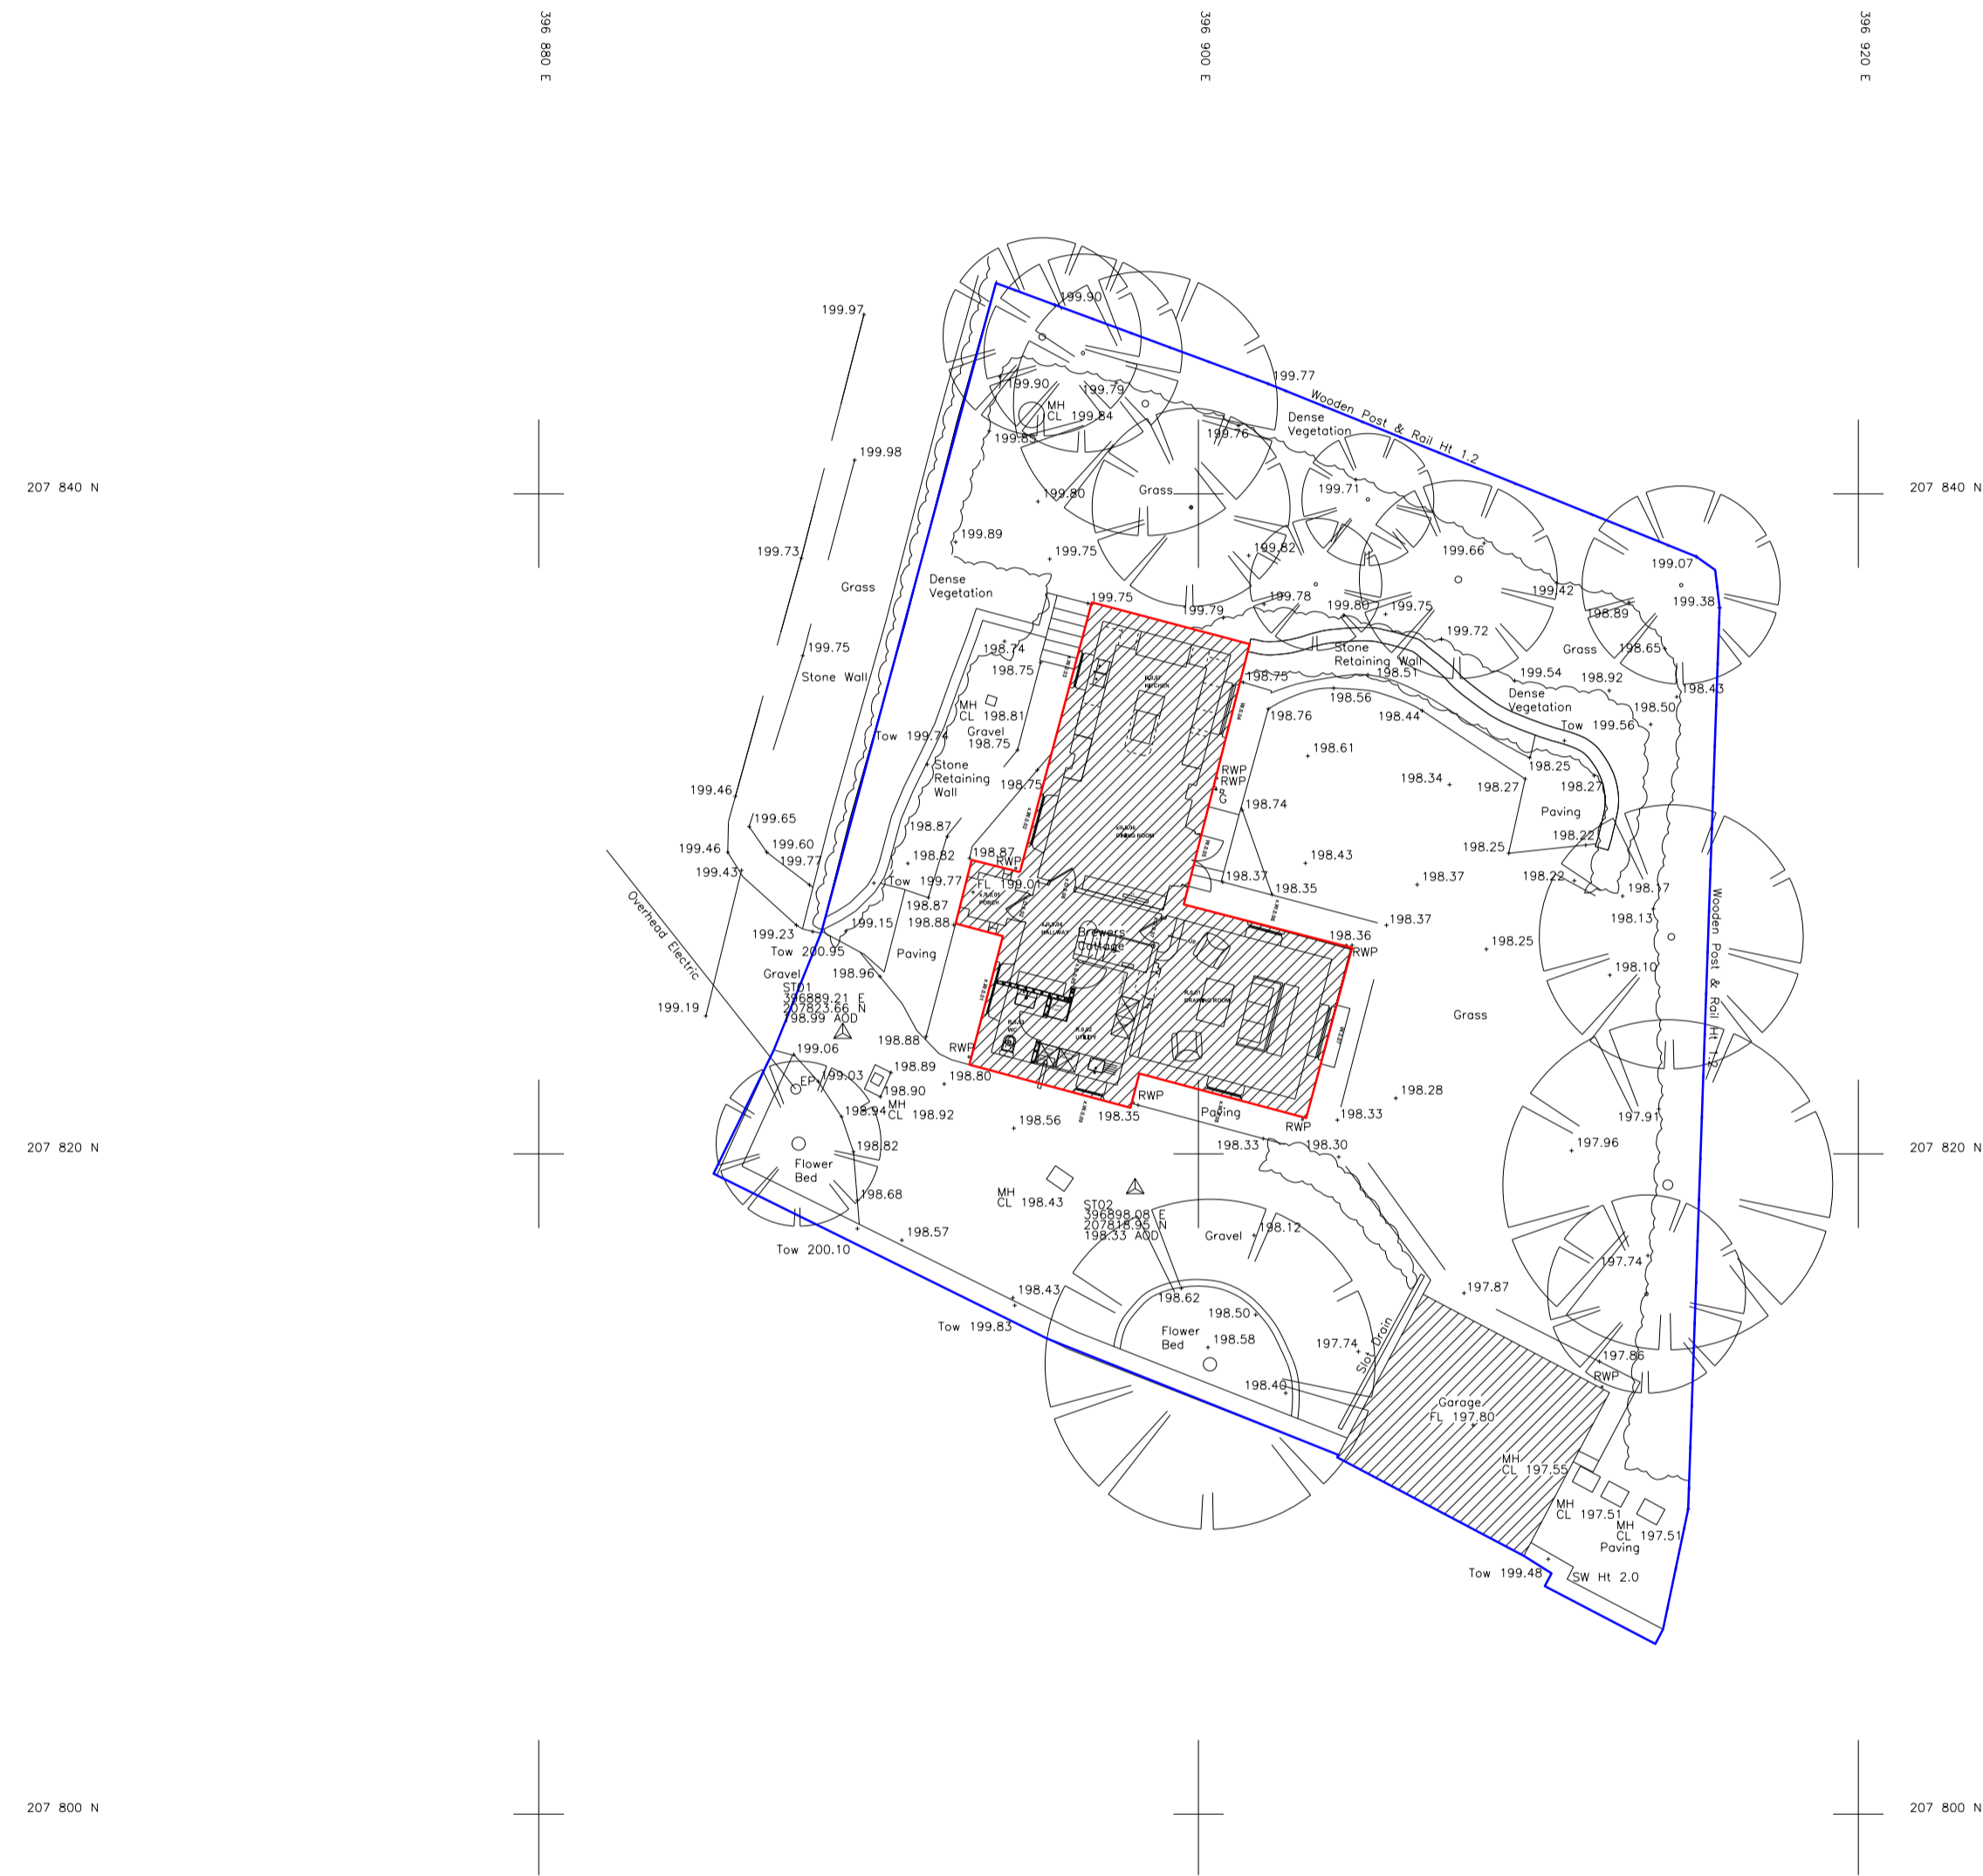 396 880 E
396 900 E
396 920 E
199.97
199.90
199.77
Wooden Post & Rail Ht 1.2
199.90
199.79
MH
CL 199.84
Dense
Vegetation
199.85
199.76
199.98
207 840 N
199.80
Grass
199.71
207 840 N
199.89
199.73
199.75
199.82
199.66
199.07
Grass
Dense
Vegetation
199.42
199.75
199.79
199.78
199.80
199.75
198.89
199.38
199.75
198.74
199.72
Stone
Retaining Wall
Grass
198.65
Stone Wall
198.75
198.75
198.51
199.54
198.92
198.43
MH
CL 198.81
Gravel
KITCHEN
198.56
Dense
Vegetation
198.76
198.44
198.50
Tow 199.74
198.75
Tow 199.56
198.61
Stone
Retaining
Wall
198.75
RWP
RWP
198.25
198.34
198.27
198.27
199.46
198.74
Paving
199.65
198.87
DINING ROOM
198.22
199.46
199.60
198.82
198.87
198.43
198.25
199.77
RWP
199.43
Tow 199.77
FL 199.01
198.37
198.35
198.37
198.22
198.17
PORCH
198.87
198.88
199.15
198.37
198.13
Overhead Electric
199.23
HALLWAY
Brewers
Cottage
UP
198.36
RWP
198.25
Wooden Post & Rail Ht 1.2
Tow 200.95
Paving
Gravel
198.96
198.10
ST01
396889.21 E
207823.66 N
198.99 AOD
DRAWING ROOM
199.19
Grass
WC
UTILITY
198.88
RWP
199.06
198.89
EP
199.03
198.90
198.80
RWP
198.28
198.94
MH
CL 198.92
198.35
Paving
198.33
197.91
198.56
RWP
207 820 N
198.82
198.33
198.30
197.96
207 820 N
Flower
Bed
198.68
MH
CL 198.43
ST02
396898.08 E
207818.95 N
198.33 AOD
198.57
Gravel
198.12
Tow 200.10
197.74
198.43
198.62
197.87
198.50
Tow 199.83
Flower
Bed
198.58
197.74
Slot Drain
197.86
RWP
198.40
Garage
FL 197.80
MH
CL 197.55
MH
CL 197.51
MH
CL 197.51
Paving
Tow 199.48
SW Ht 2.0
207 800 N
207 800 N